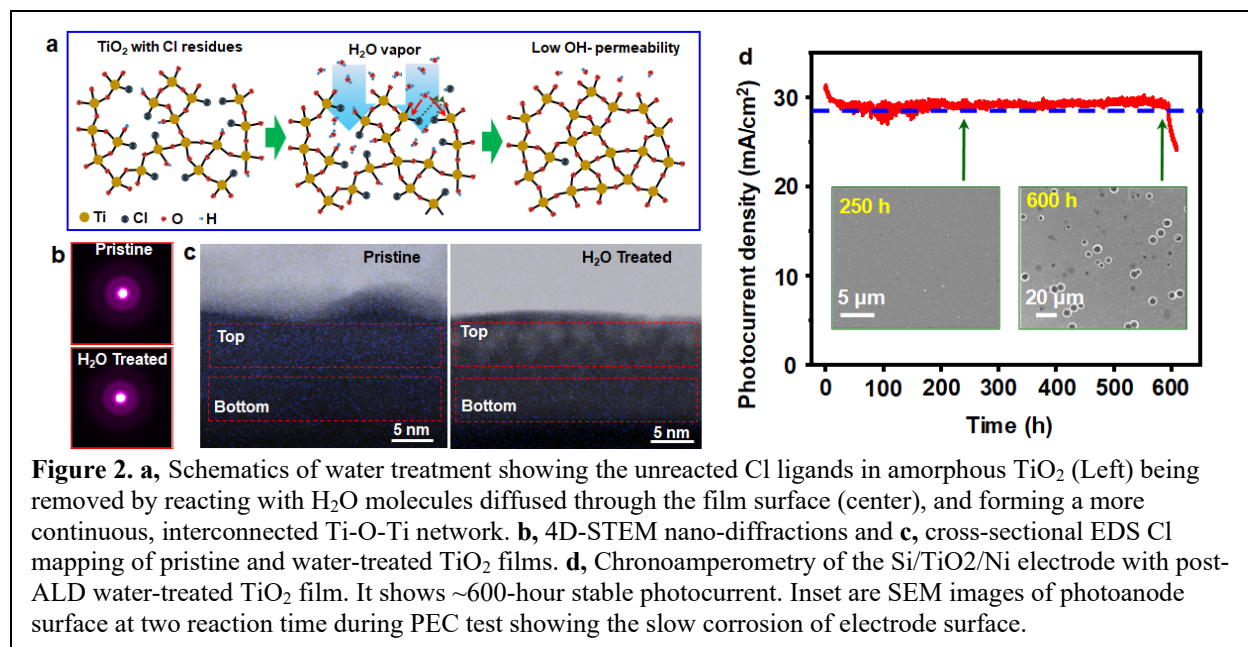 a
TiO2 with Cl residues
H2O vapor
Low OH- permeability
Ti Cl O H
b
Pristine
H2O Treated
c
Pristine
H2O Treated
Top
Bottom
5 nm
Top
Bottom
5 nm
d
Photocurrent density (mA/cm2)
30
20
10
0
250 h
5 µm
600 h
20 µm
0 100 200 300 400 500 600
Time (h)
Figure 2. a, Schematics of water treatment showing the unreacted Cl ligands in amorphous TiO2 (Left) being
removed by reacting with H2O molecules diffused through the film surface (center), and forming a more
continuous, interconnected Ti-O-Ti network. b, 4D-STEM nano-diffractions and c, cross-sectional EDS Cl
mapping of pristine and water-treated TiO2 films. d, Chronoamperometry of the Si/TiO2/Ni electrode with post-
ALD water-treated TiO2 film. It shows ~600-hour stable photocurrent. Inset are SEM images of photoanode
surface at two reaction time during PEC test showing the slow corrosion of electrode surface.